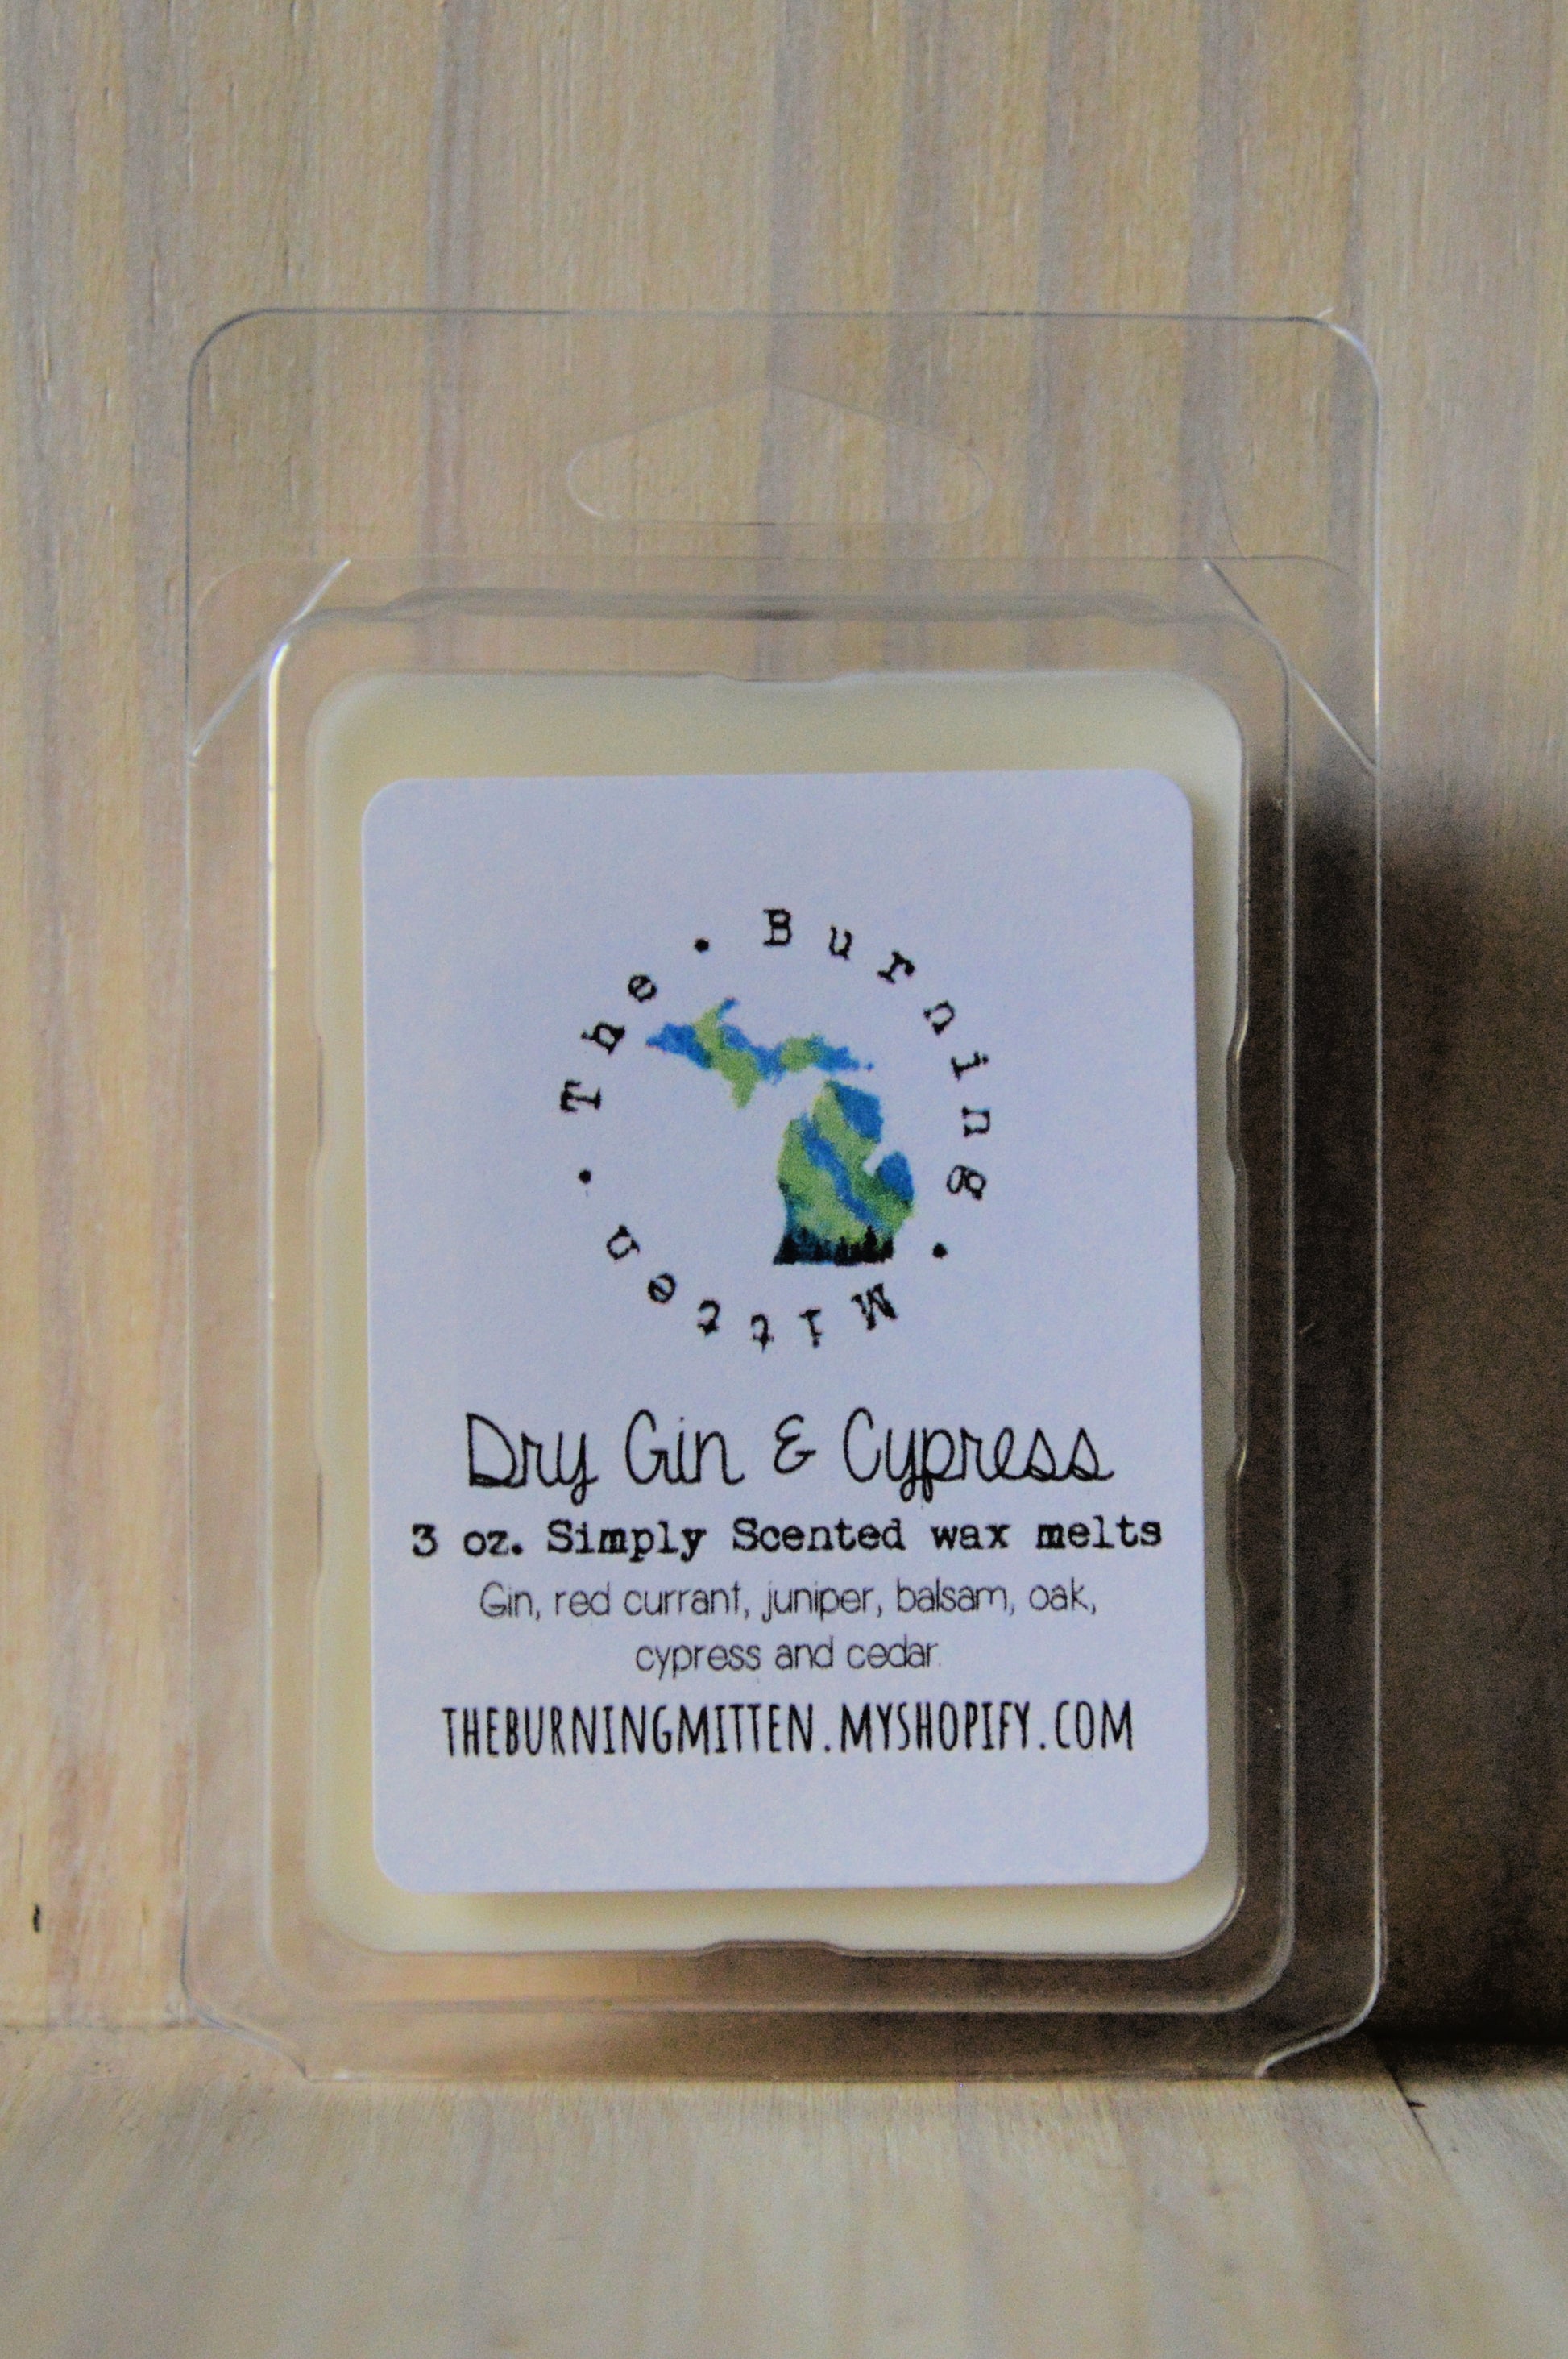 The · Burning · Mitten ·
Dry Gin & Cypress
3 oz. Simply Scented wax melts
Gin, red currant, juniper, balsam, oak,
cypress and cedar.
THEBURNINGMITTEN.MYSHOPIFY.COM